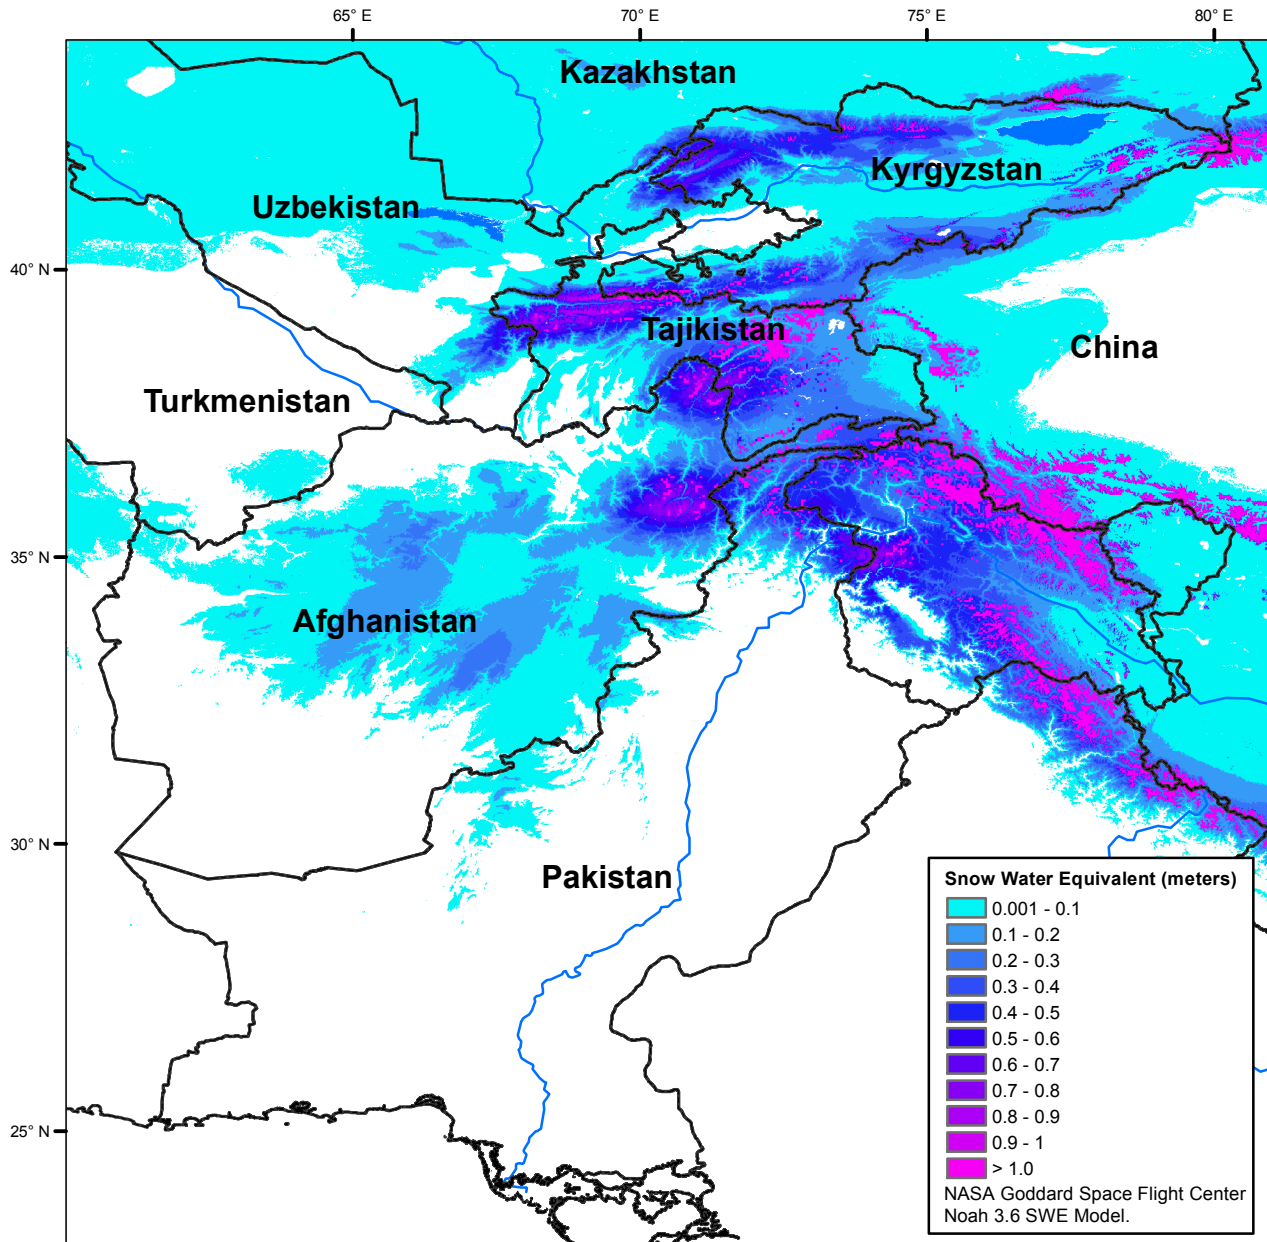 65° E
70° E
75° E
80° E
Kazakhstan
Kyrgyzstan
Uzbekistan
40° N
Tajikistan
China
Turkmenistan
35° N
Afghanistan
30° N
Pakistan
25° N
Snow Water Equivalent (meters)
0.001 - 0.1
0.1 - 0.2
0.2 - 0.3
0.3 - 0.4
0.4 - 0.5
0.5 - 0.6
0.6 - 0.7
0.7 - 0.8
0.8 - 0.9
0.9 - 1
> 1.0
NASA Goddard Space Flight Center
Noah 3.6 SWE Model.